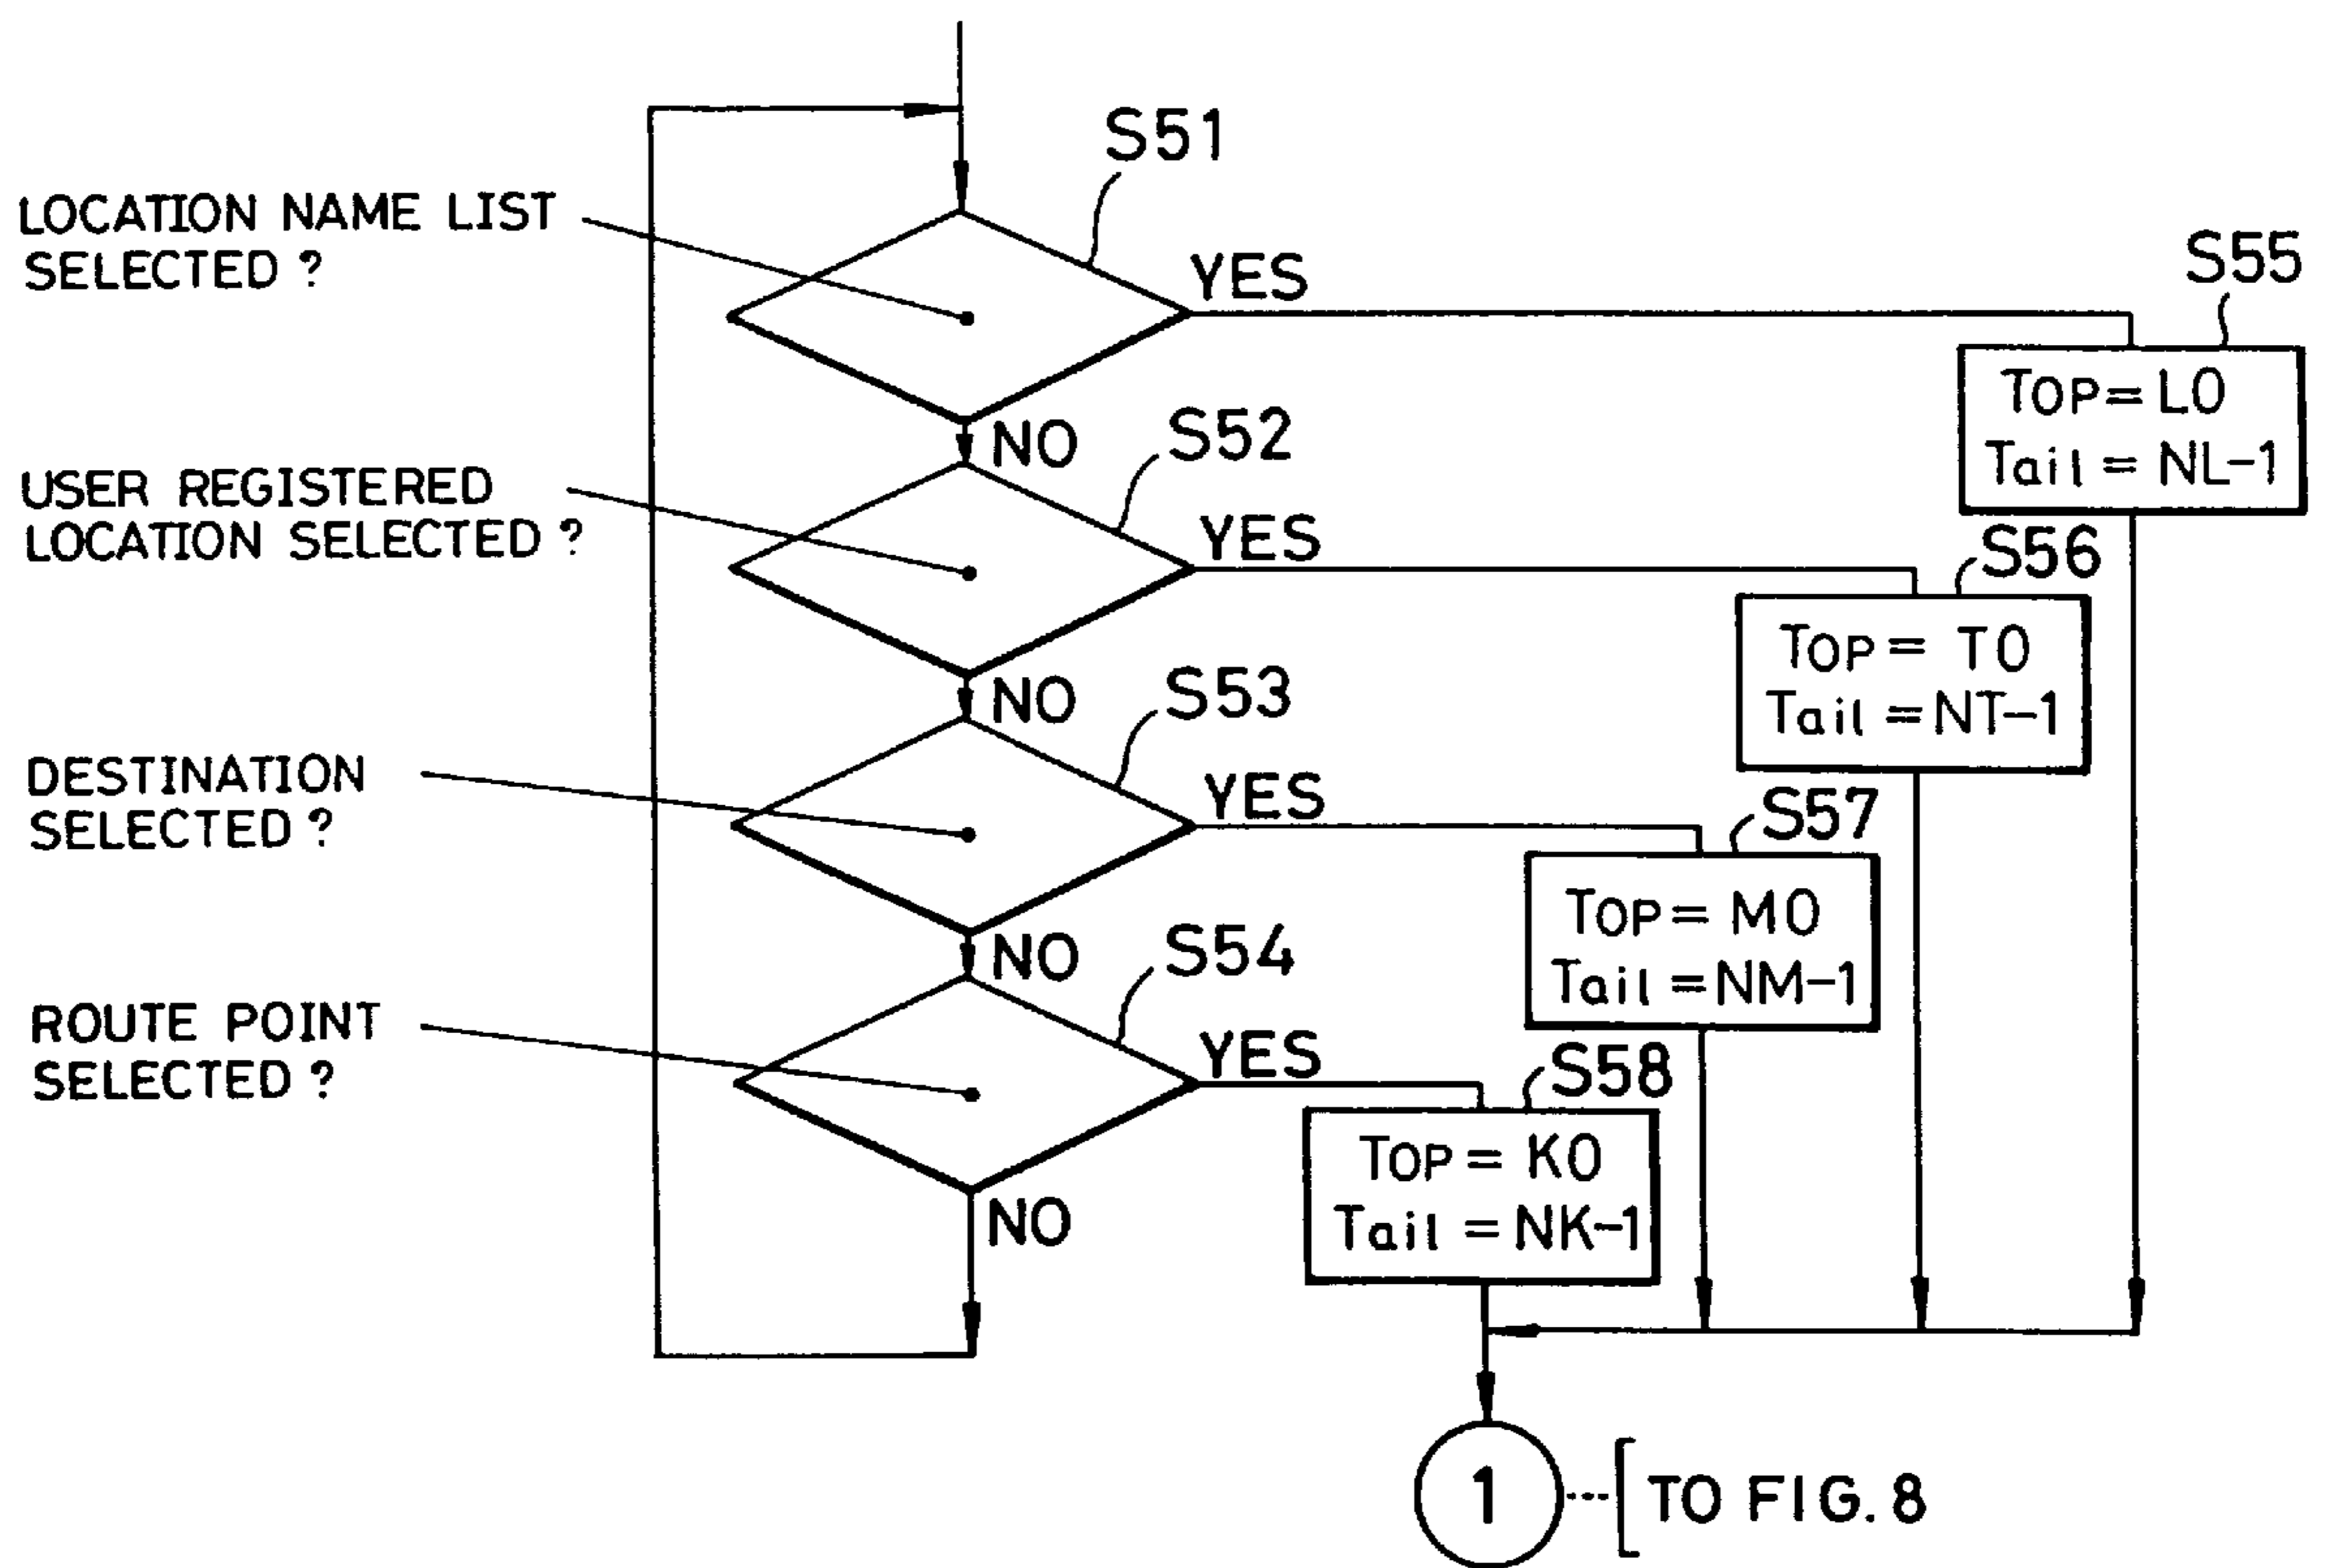 S51
LOCATION NAME LIST
SELECTED ?
YES
S55
TOP = L0
Tail = NL-1
NO
S52
USER REGISTERED
LOCATION SELECTED ?
YES
S56
TOP = T0
Tail = NT-1
NO
S53
DESTINATION
SELECTED ?
YES
S57
TOP = M0
Tail = NM-1
NO
S54
ROUTE POINT
SELECTED ?
YES
S58
TOP = K0
Tail = NK-1
NO
1
TO FIG. 8